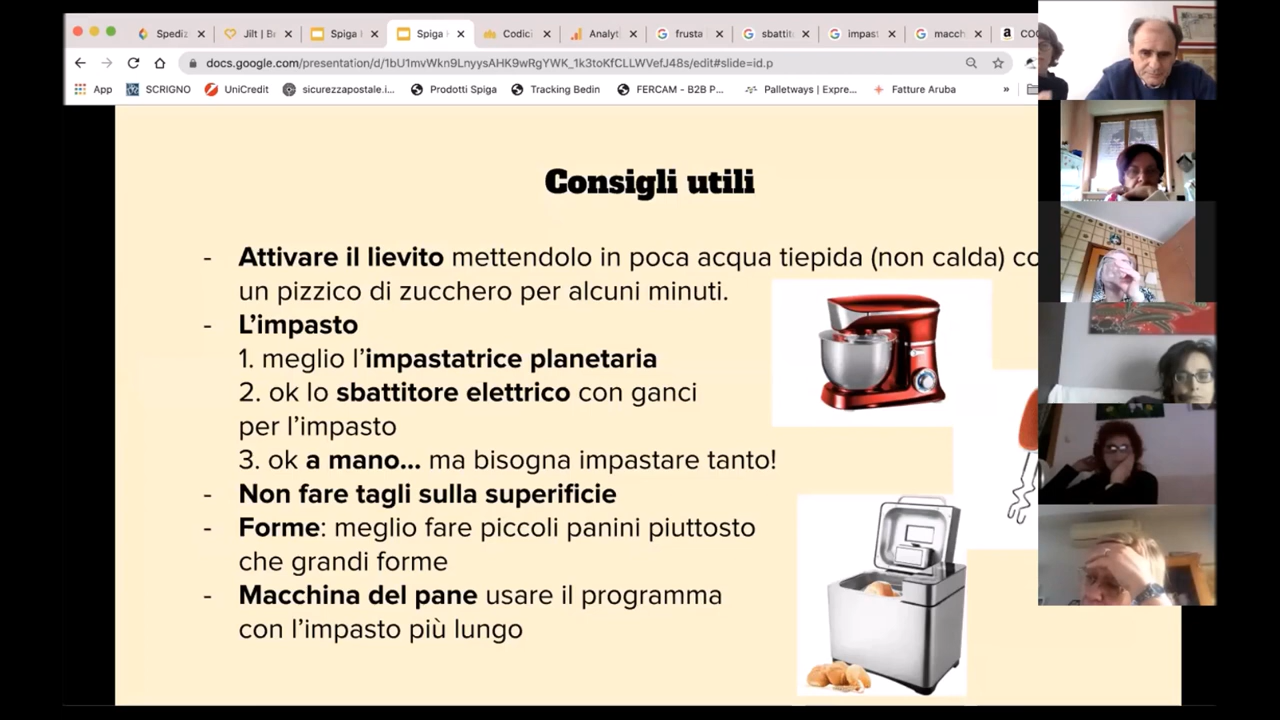 Spediz
Jilt | Be
Spiga
Spiga
Codici
Analyt
frusta
sbattito
impast
macch
a COO
docs.google.com/presentation/d/1bU1mvWkn9LnyysAHK9wRgYWK_1k3toKfCLLWVefJ48s/edit#slide=id.p
App
SCRIGNO
UniCredit
sicurezzapostale.i...
Prodotti Spiga
Tracking Bedin
FERCAM - B2B P...
Palletways | Expre...
Fatture Aruba
»
Consigli utili
- Attivare il lievito mettendolo in poca acqua tiepida (non calda) co
un pizzico di zucchero per alcuni minuti.
- L'impasto
1. meglio l'impastatrice planetaria
2. ok lo sbattitore elettrico con ganci
per l'impasto
3. ok a mano... ma bisogna impastare tanto!
- Non fare tagli sulla superificie
- Forme: meglio fare piccoli panini piuttosto
che grandi forme
- Macchina del pane usare il programma
con l'impasto più lungo